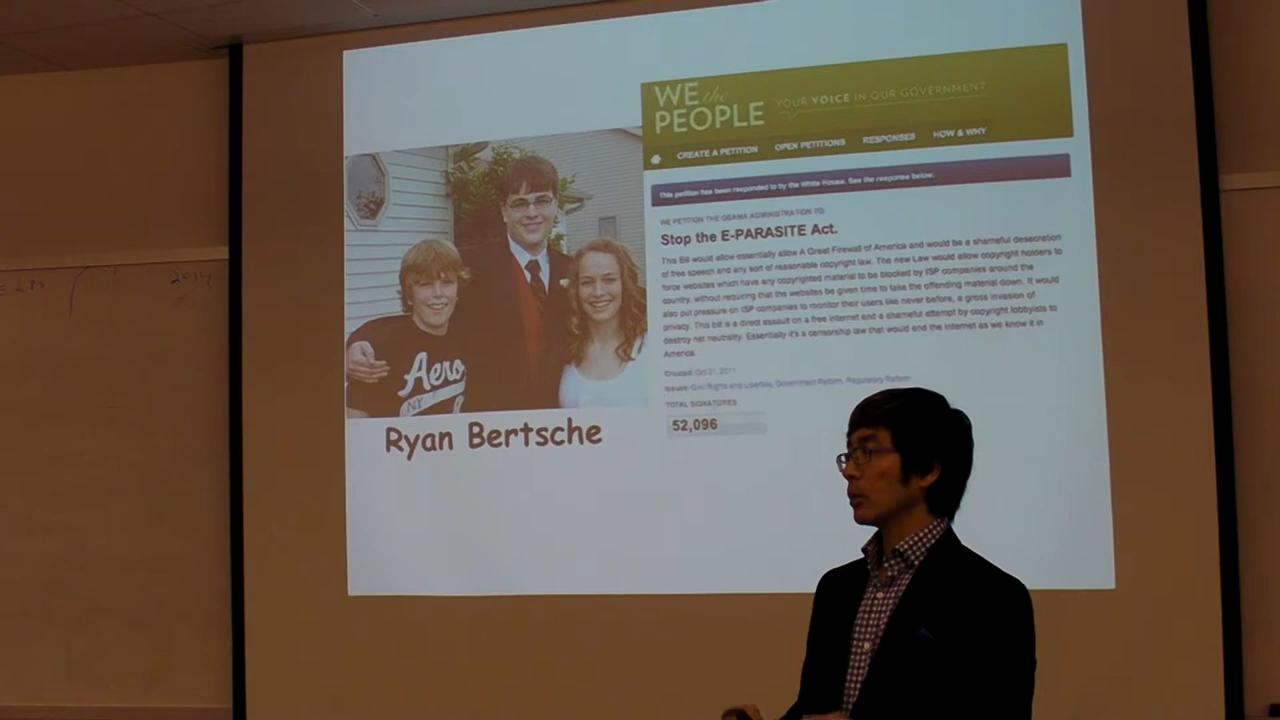 WE the
PEOPLE
YOUR VOICE IN OUR GOVERNMENT
CREATE A PETITION OPEN PETITIONS RESPONSES HOW & WHY
This petition has been responded to by the White House. See the response below.
WE PETITION THE OBAMA ADMINISTRATION TO:
Stop the E-PARASITE Act.
This Bill would allow essentially allow A Great Firewall of America and would be a shameful desecration
of free speech and any sort of reasonable copyright law. The new Law would allow copyright holders to
force websites which have any copyrighted material to be blocked by ISP companies around the
country, without requiring that the websites be given time to take the offending material down. It would
also put pressure on ISP companies to monitor their users like never before, a gross invasion of
privacy. This bill is a direct assault on a free internet and a shameful attempt by copyright lobbyists to
destroy net neutrality. Essentially it's a censorship law that would end the internet as we know it in
America.
Created: Oct 31, 2011
Issues: Civil Rights and Liberties, Government Reform, Regulatory Reform
TOTAL SIGNATURES
52,096
Aero
NY
Ryan Bertsche
2014